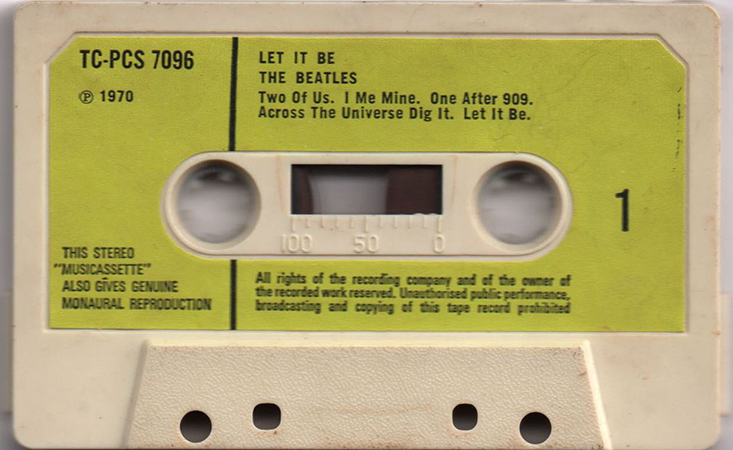 TC-PCS 7096
℗ 1970
LET IT BE
THE BEATLES
Two Of Us. I Me Mine. One After 909.
Across The Universe Dig It. Let It Be.
1
100 50 0
THIS STEREO
"MUSICASSETTE"
ALSO GIVES GENUINE
MONAURAL REPRODUCTION
All rights of the recording company and of the owner of
the recorded work reserved. Unauthorised public performance,
broadcasting and copying of this tape record prohibited